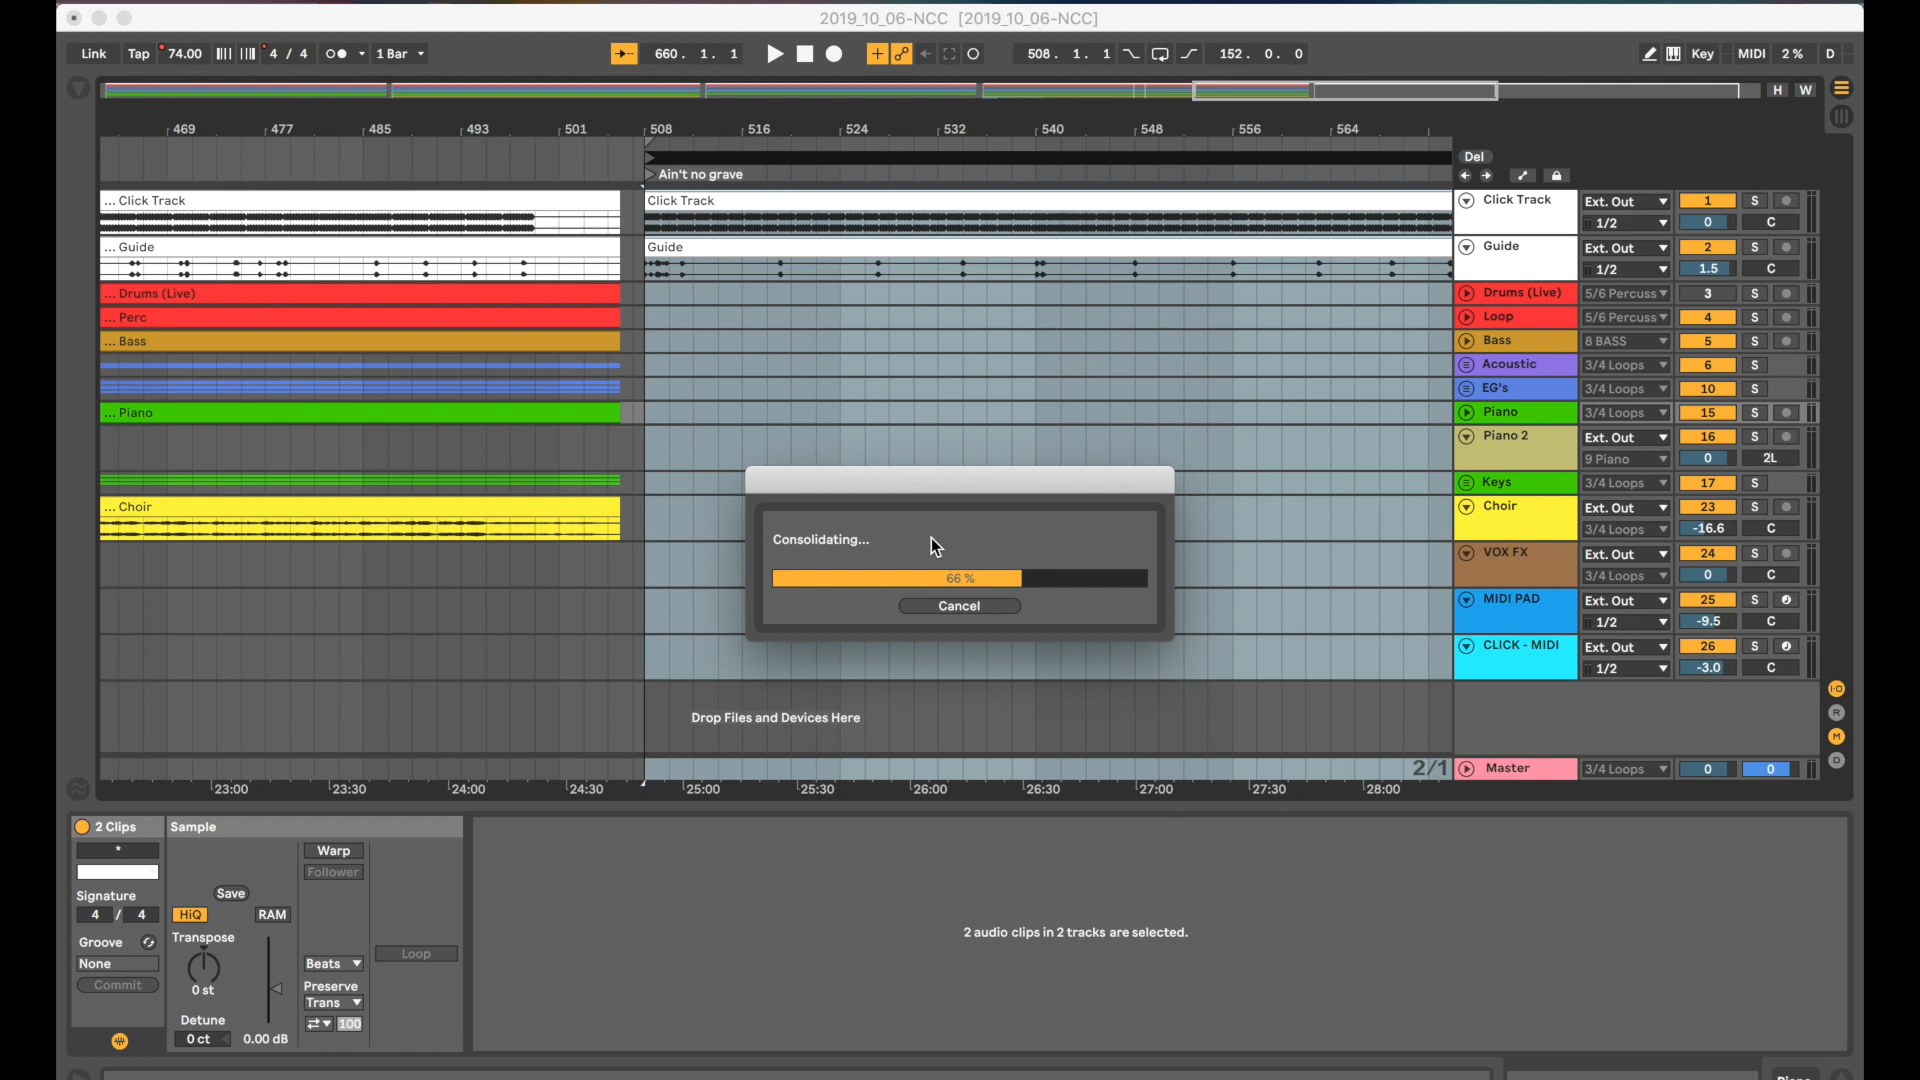 2019_10_06-NCC [2019_10_06-NCC]
Link Tap 74.00 4 / 4 1 Bar 660. 1. 1 508. 1. 1 152. 0. 0 Key MIDI 2 % D
H W
469 477 485 493 501 508 516 524 532 540 548 556 564
Del
Ain't no grave
... Click Track Click Track Click Track Ext. Out 1 S
1/2 0 C
... Guide Guide Guide Ext. Out 2 S
1/2 1.5 C
... Drums (Live) Drums (Live) 5/6 Percuss 3 S
... Perc Loop 5/6 Percuss 4 S
... Bass Bass 8 BASS 5 S
Acoustic 3/4 Loops 6 S
EG's 3/4 Loops 10 S
... Piano Piano 3/4 Loops 15 S
Piano 2 Ext. Out 16 S
9 Piano 0 2L
Keys 3/4 Loops 17 S
... Choir Choir Ext. Out 23 S
3/4 Loops -16.6 C
Consolidating...
VOX FX Ext. Out 24 S
66 % 3/4 Loops 0 C
Cancel MIDI PAD Ext. Out 25 S
1/2 -9.5 C
CLICK - MIDI Ext. Out 26 S
1/2 -3.0 C
I-O
R
Drop Files and Devices Here
M
D
2/1 Master 3/4 Loops 0 0
23:00 23:30 24:00 24:30 25:00 25:30 26:00 26:30 27:00 27:30 28:00
2 Clips Sample
* Warp
Follower
Signature Save
4 / 4 HiQ RAM
Groove Transpose
None Beats Loop
Commit 0 st Preserve
Trans
Detune 100
0 ct 0.00 dB
2 audio clips in 2 tracks are selected.